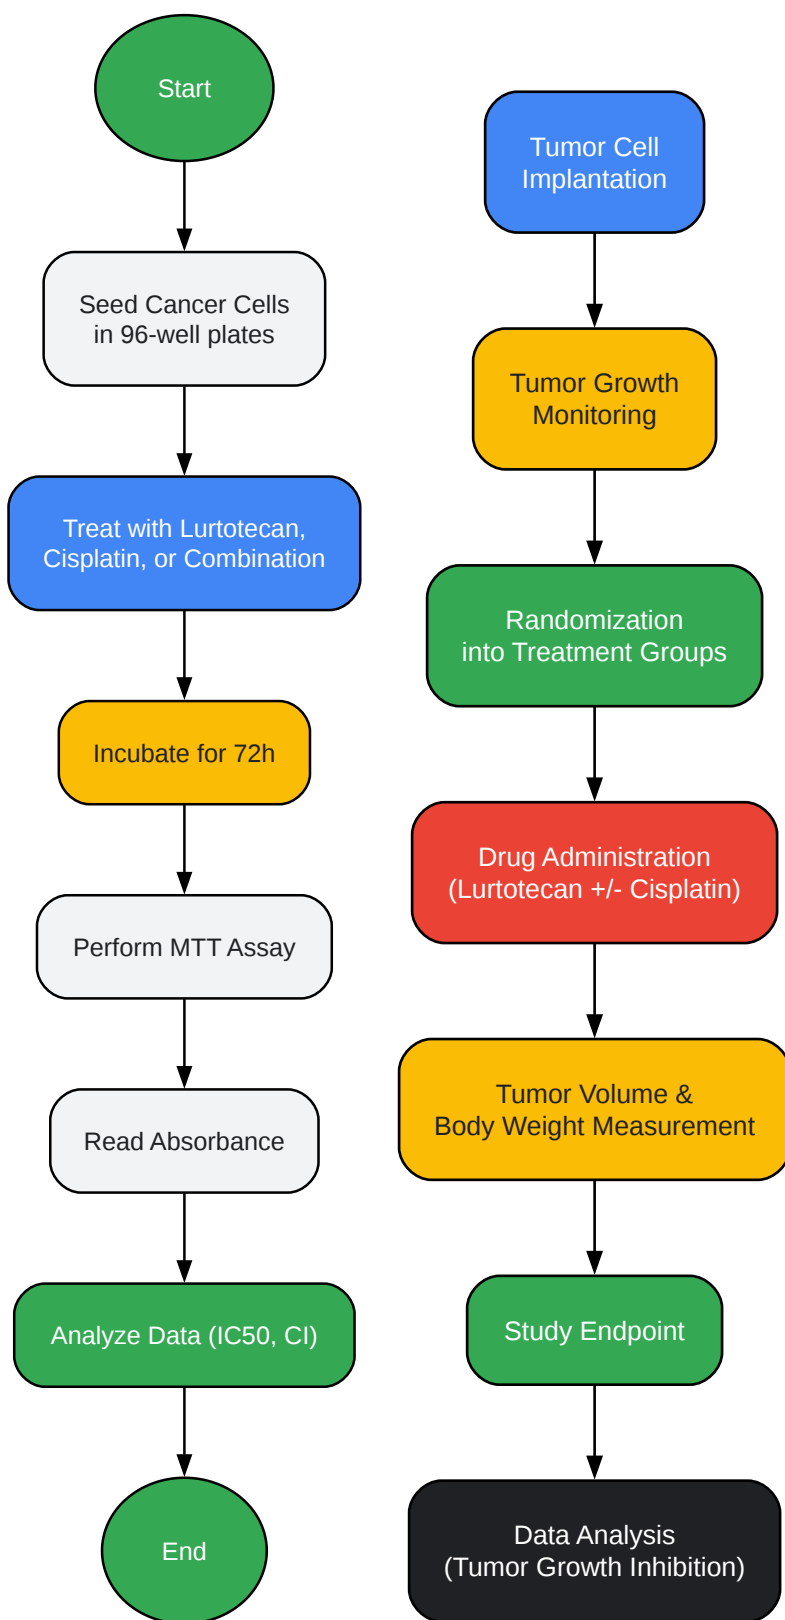 Start
Seed Cancer Cells
in 96-well plates
Treat with Lurtotecan,
Cisplatin, or Combination
Incubate for 72h
Perform MTT Assay
Read Absorbance
Analyze Data (IC50, CI)
End
Tumor Cell
Implantation
Tumor Growth
Monitoring
Randomization
into Treatment Groups
Drug Administration
(Lurtotecan +/- Cisplatin)
Tumor Volume &
Body Weight Measurement
Study Endpoint
Data Analysis
(Tumor Growth Inhibition)